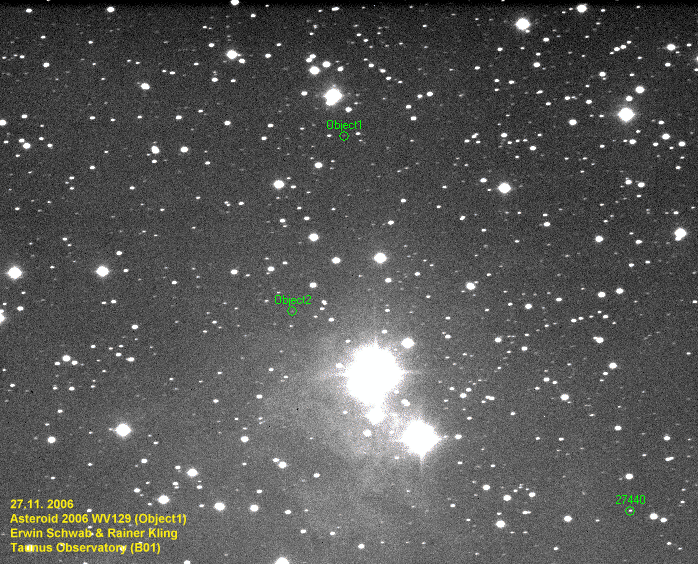 Object1
Object2
27440
27,11. 2006
Asteroid 2006 WV129 (Object1)
Erwin Schwab & Rainer Kling
Taunus Observatory (B01)